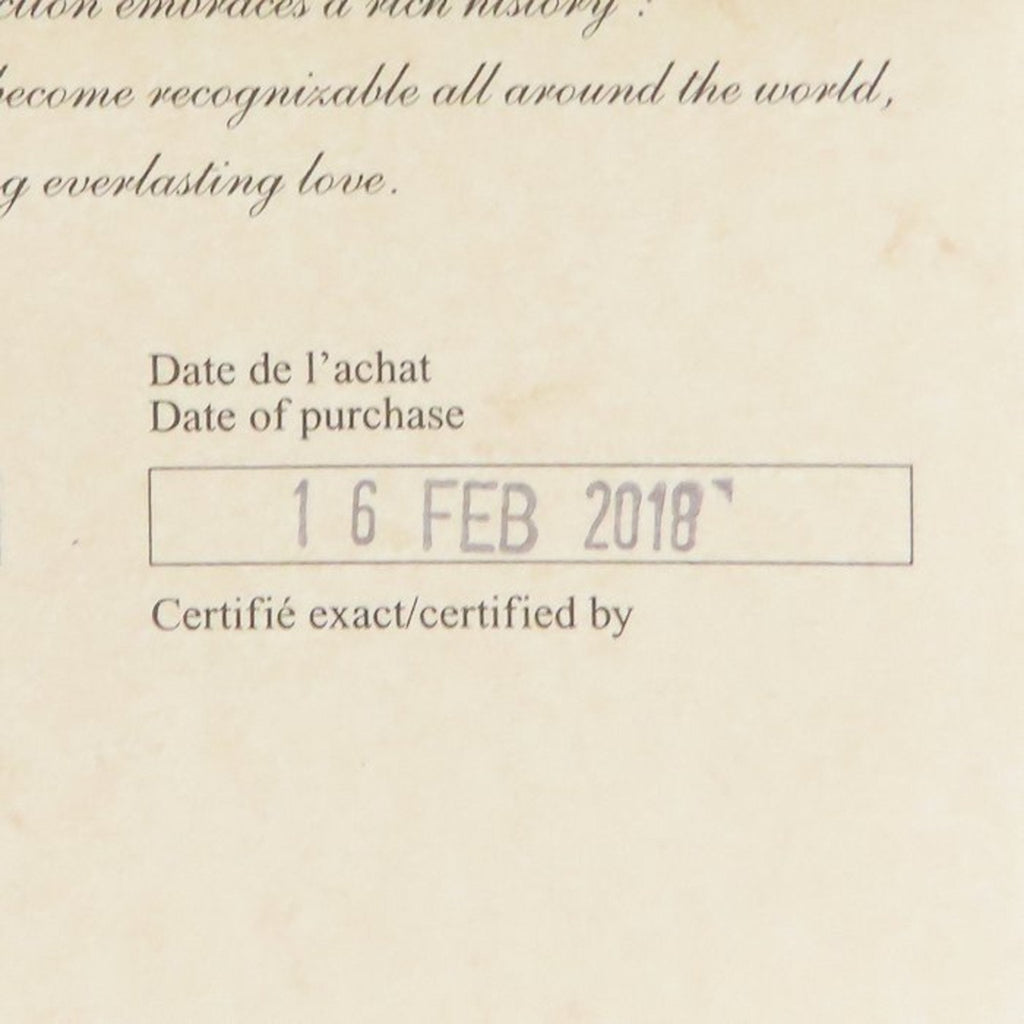 embraces a rich history :
become recognizable all around the world,
everlasting love.
Date de l'achat
Date of purchase
1 6 FEB 2018
Certifié exact/certified by